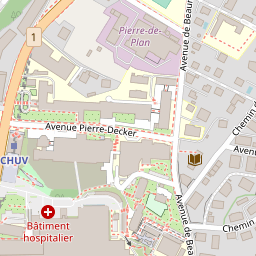 Avenue de Beau
Pierre-de-
Plan
1
Avenue Pierre-Decker
Chemin d
CHUV
Avenue
Bâtiment
hospitalier
Avenue de Bea
Chemin